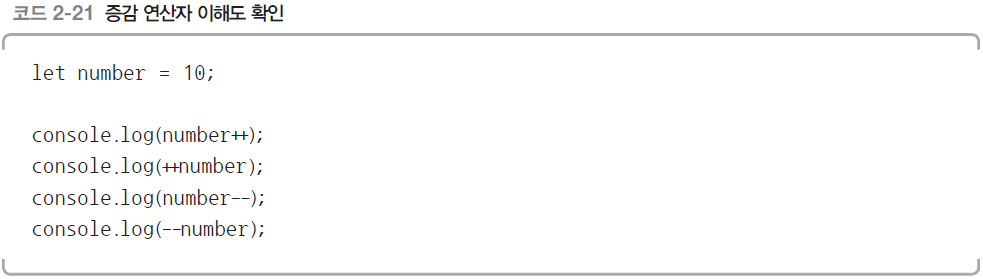 코드 2-21 증감 연산자 이해도 확인
let number = 10;
console.log(number++);
console.log(++number);
console.log(number--);
console.log(--number);